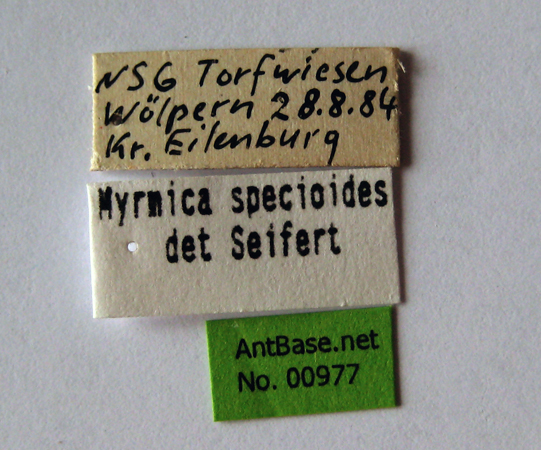 NSG Torfwiesen
Wölpern 28.8.84
Kr. Eilenburg
Myrmica specioides
det Seifert
AntBase.net
No. 00977